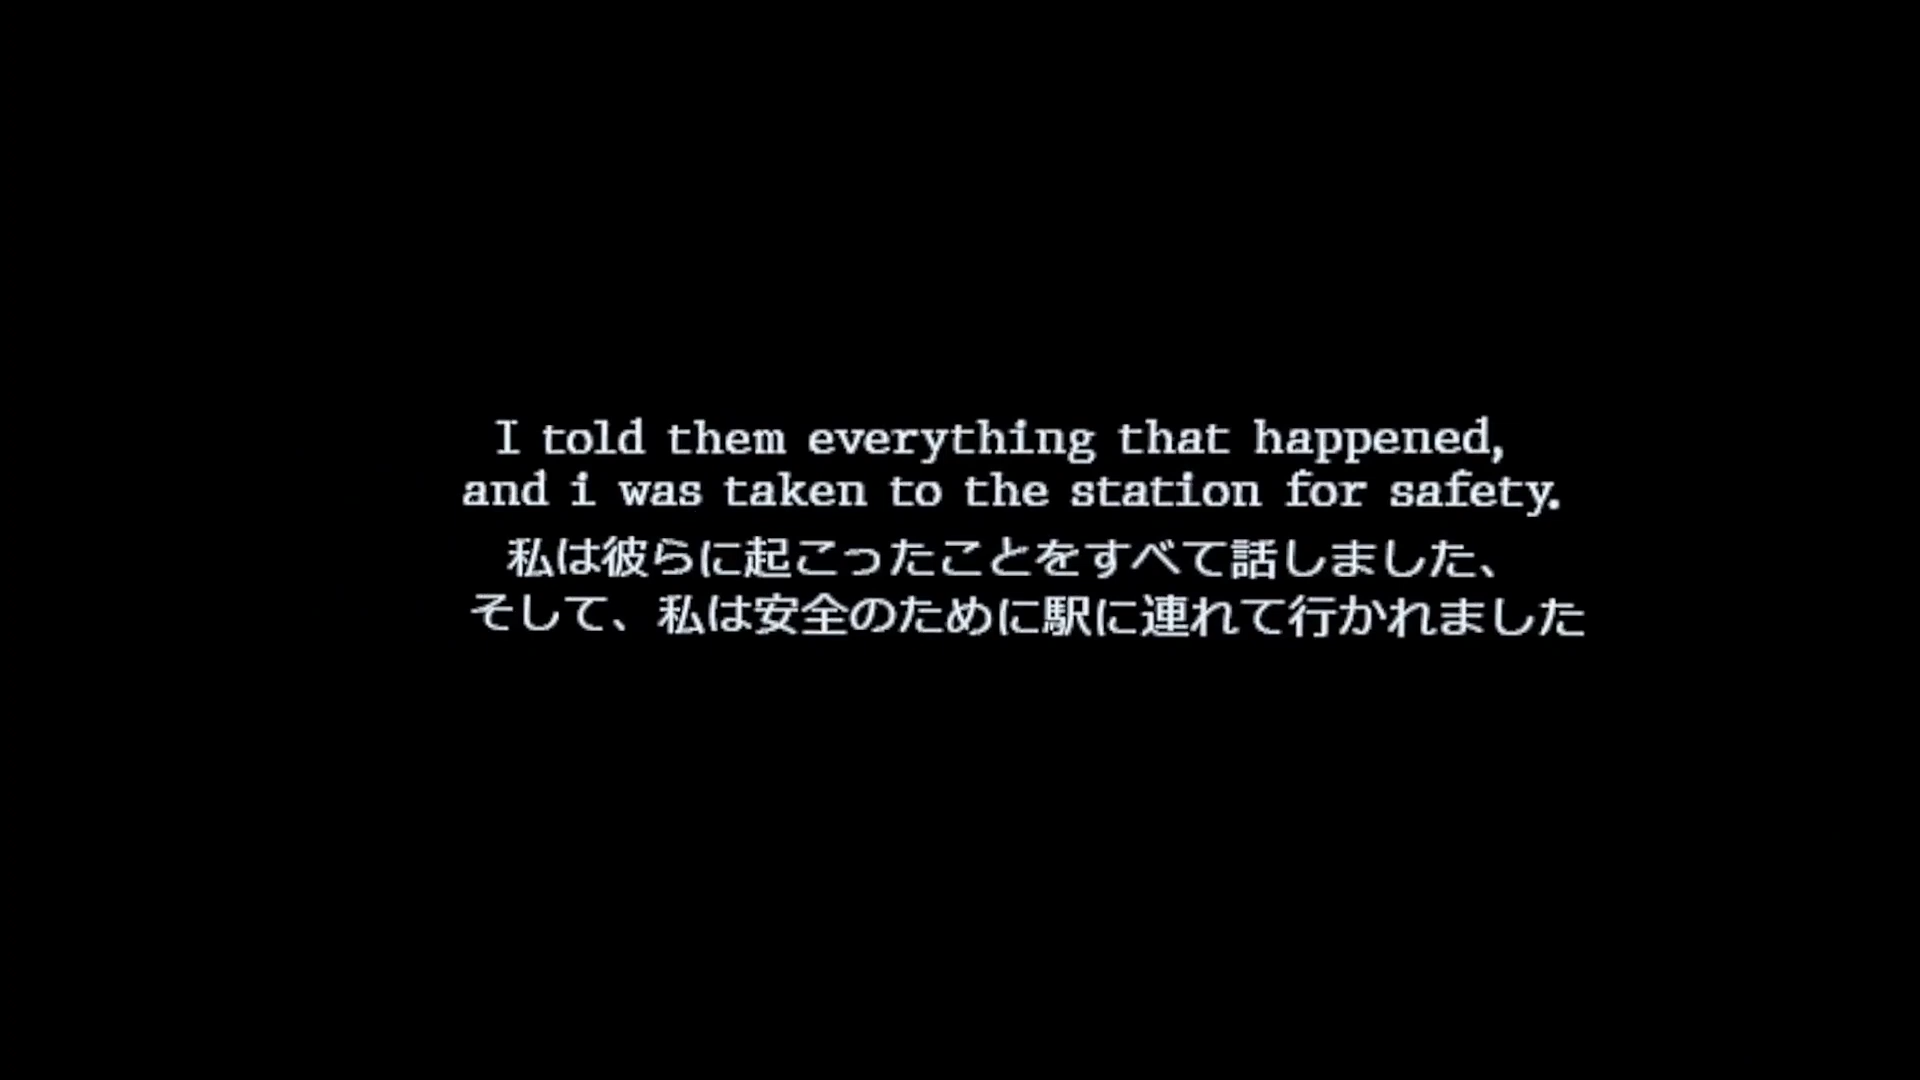 I told them everything that happened,
and i was taken to the station for safety.
私は彼らに起こったことをすべて話しました、
そして、私は安全のために駅に連れて行かれました